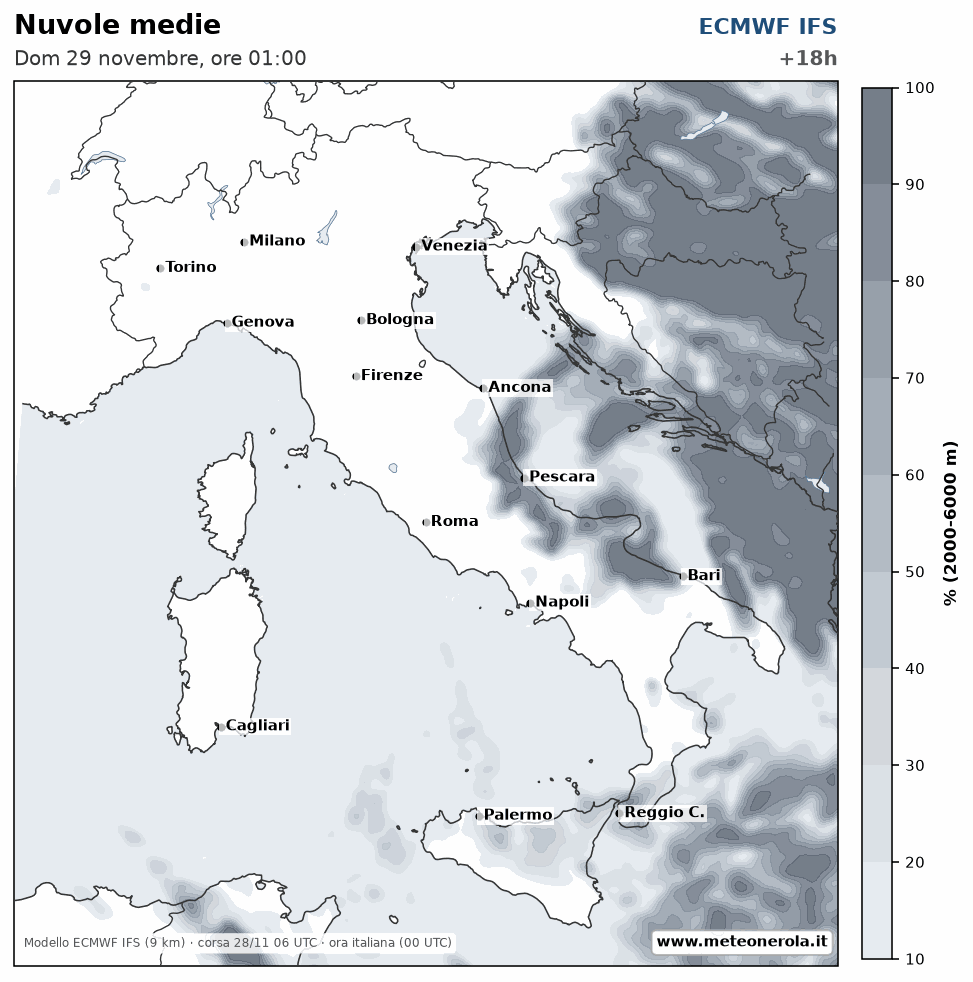 Nuvole medie
ECMWF IFS
Dom 29 novembre, ore 01:00
+18h
Milano
Venezia
Torino
Genova
Bologna
Firenze
Ancona
Pescara
Roma
Bari
Napoli
Cagliari
Palermo
Reggio C.
100
90
80
70
60
50
40
30
20
10
% (2000-6000 m)
Modello ECMWF IFS (9 km) · corsa 28/11 06 UTC · ora italiana (00 UTC)
www.meteonerola.it